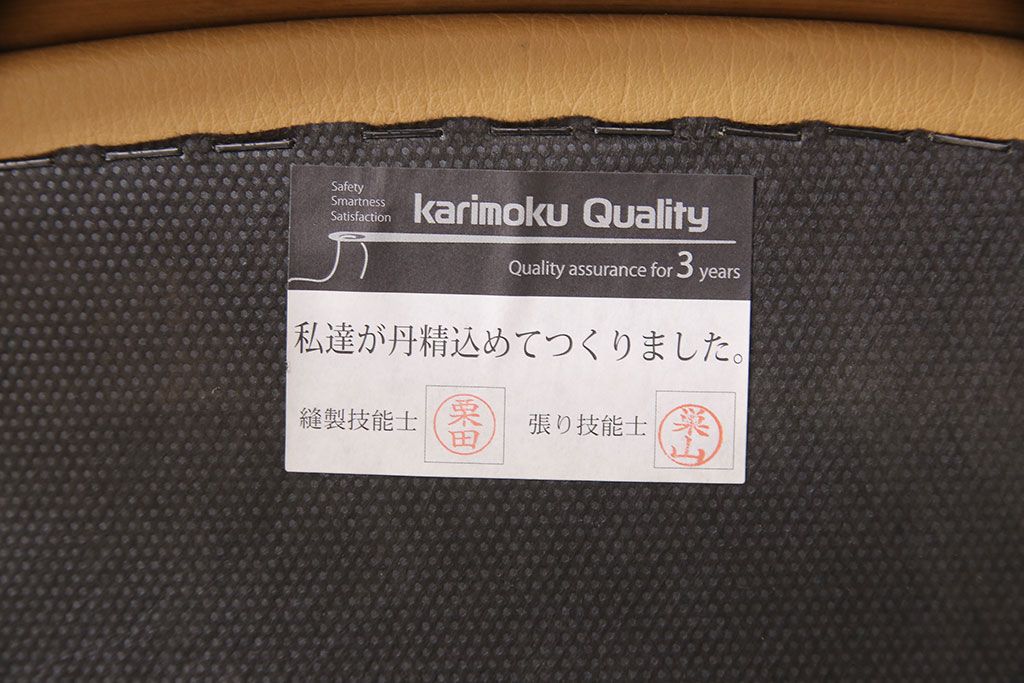 Safety
Smartness
Satisfaction
karimoku Quality
Quality assurance for 3 years
私達が丹精込めてつくりました。
縫製技能士 栗田 張り技能士 巣山